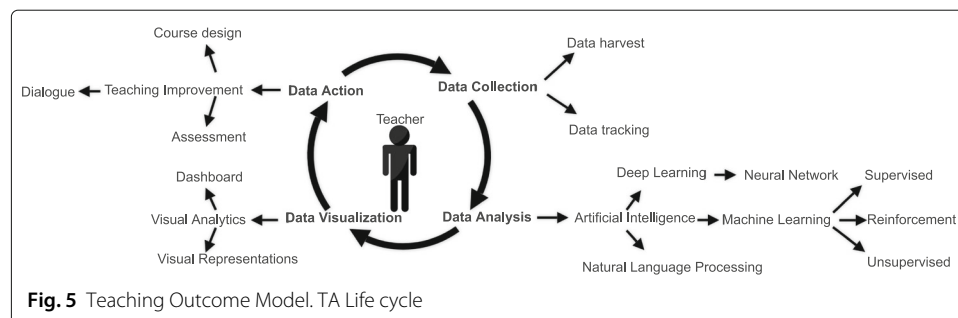 Course design
Data harvest
Dialogue
Teaching Improvement
Data Action
Data Collection
Teacher
Assessment
Data tracking
Dashboard
Deep Learning
Neural Network
Supervised
Visual Analytics
Data Visualization
Data Analysis
Artificial Intelligence
Machine Learning
Reinforcement
Visual Representations
Natural Language Processing
Unsupervised
Fig. 5 Teaching Outcome Model. TA Life cycle